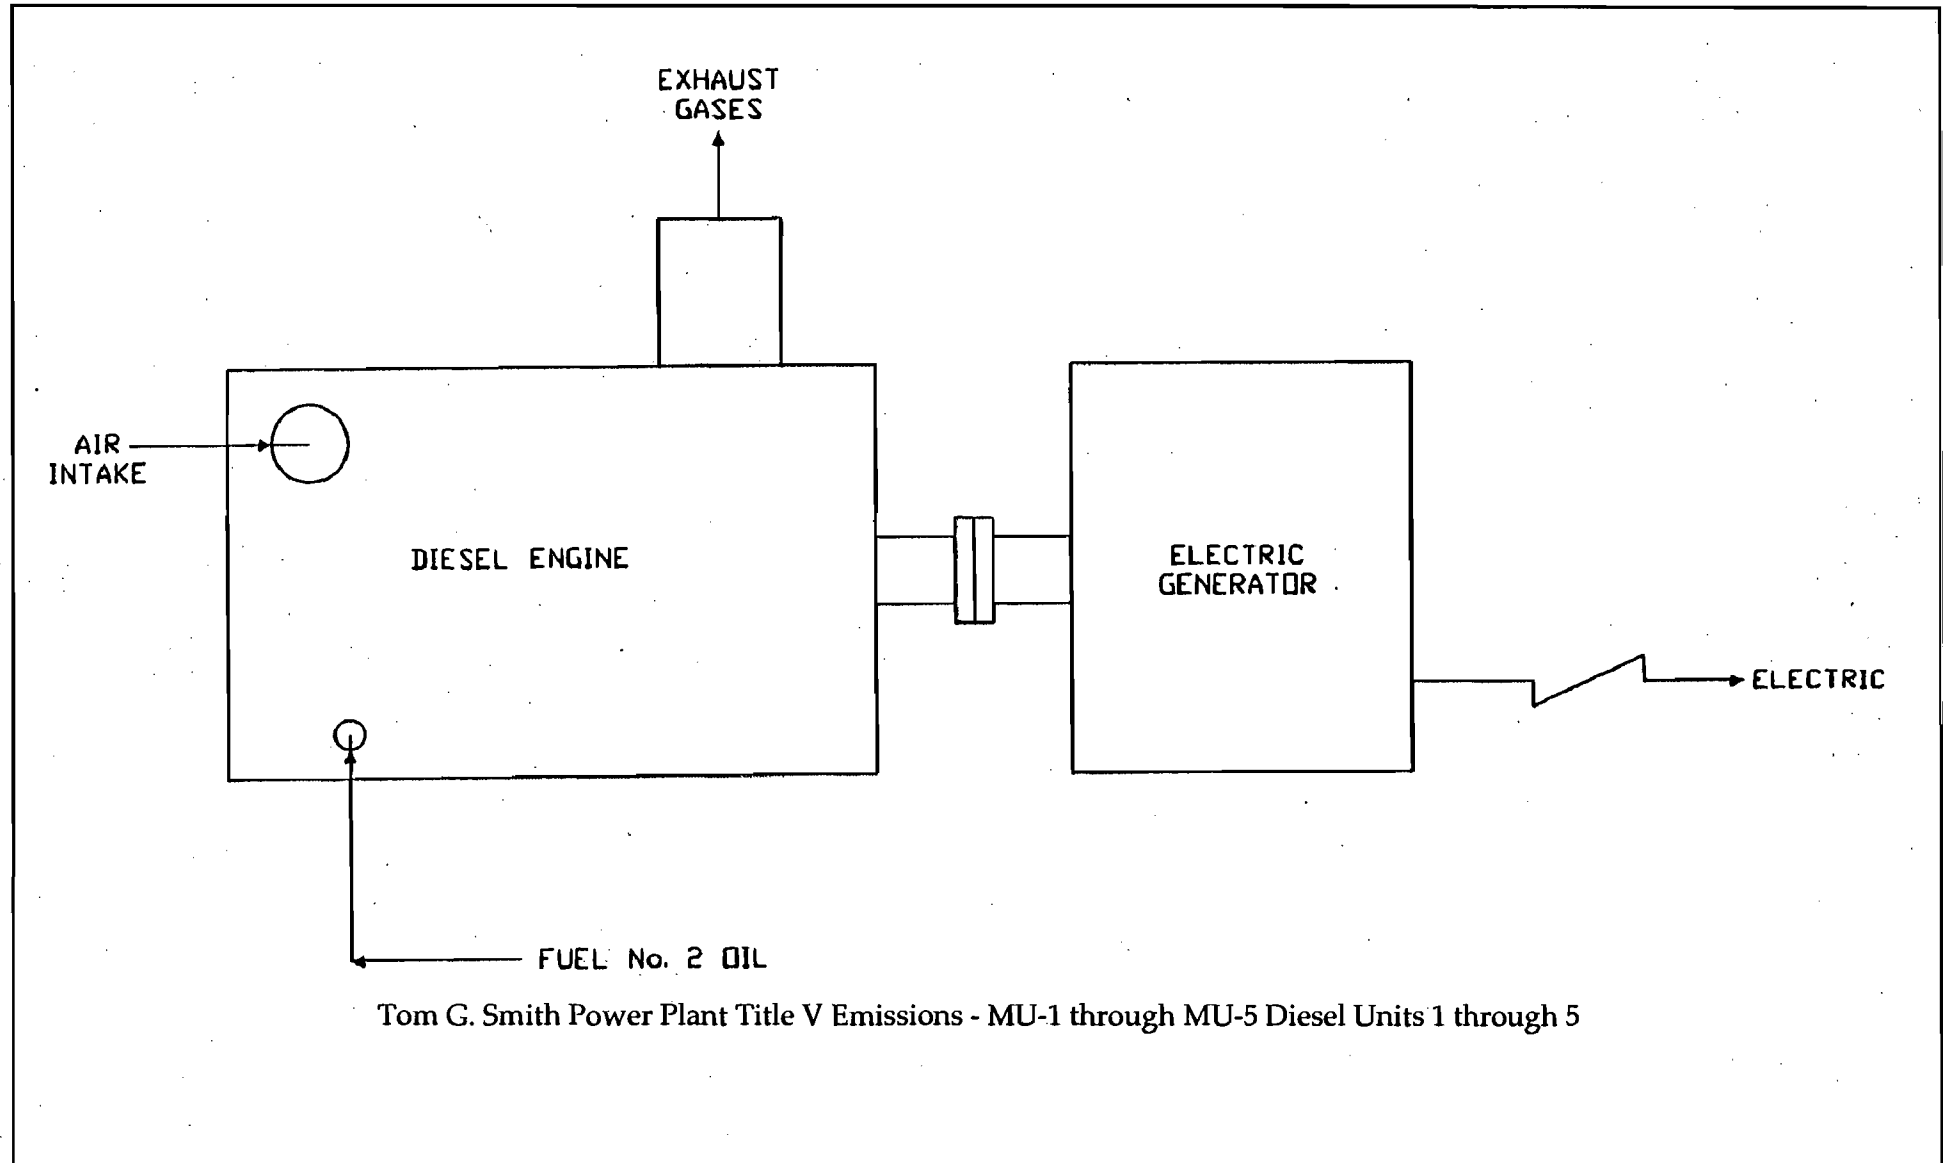 EXHAUST
GASES
AIR
INTAKE
DIESEL ENGINE
ELECTRIC
GENERATOR
ELECTRIC
FUEL No. 2 OIL
Tom G. Smith Power Plant Title V Emissions - MU-1 through MU-5 Diesel Units 1 through 5